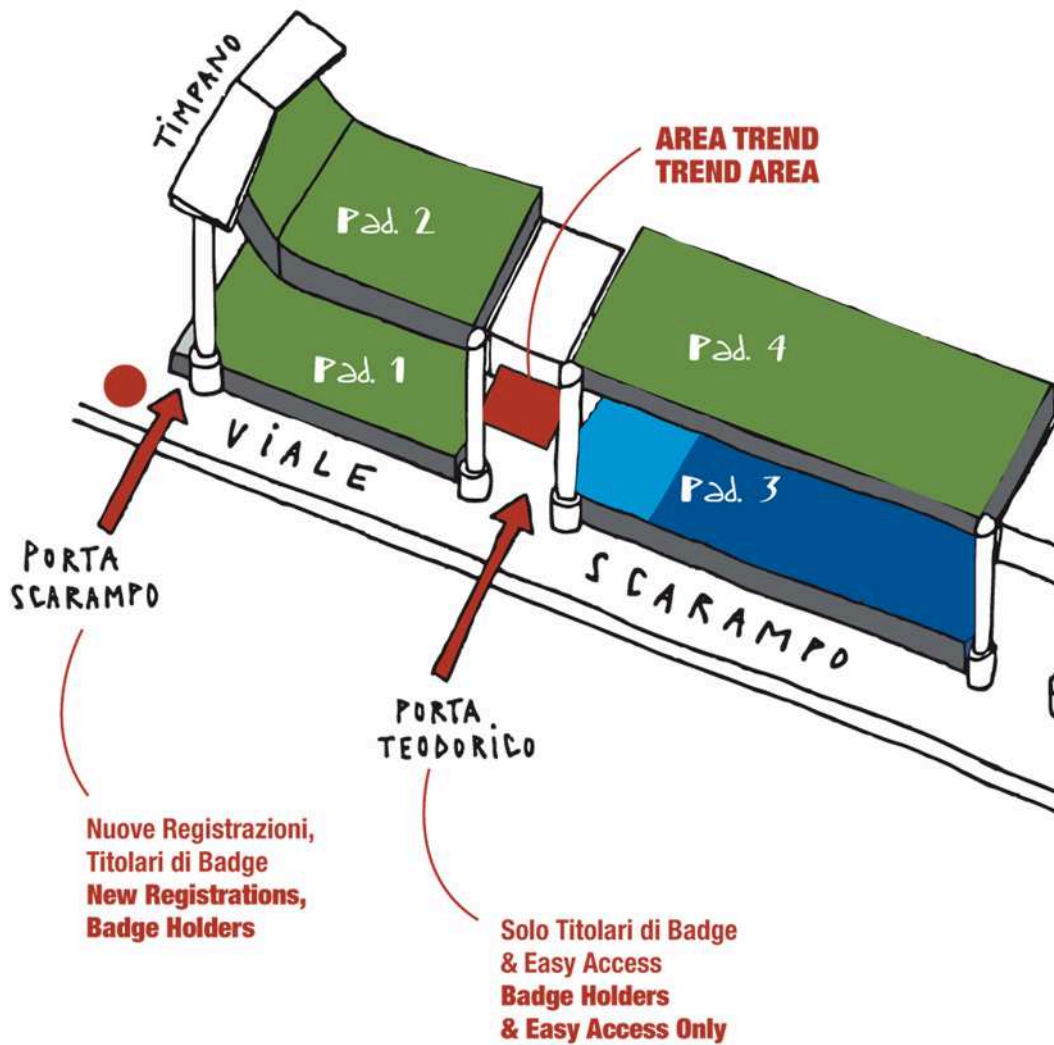 TiMPANO
AREA TREND
TREND AREA
Pad. 2
Pad. 1
Pad. 4
Pad. 3
ViALE
SCARAMPO
PORTA
SCARAMPO
PORTA
TEODORiCO
Nuove Registrazioni,
Titolari di Badge
New Registrations,
Badge Holders
Solo Titolari di Badge
& Easy Access
Badge Holders
& Easy Access Only